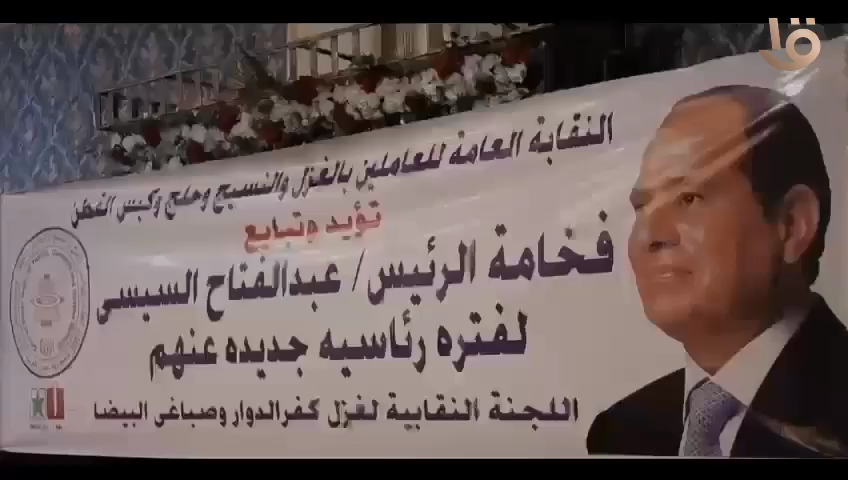 النقابة العامة للعاملين بالغزل والنسيج وحلج وكبس القطن
تؤيد وتبايع
فخامة الرئيس / عبدالفتاح السيسى
لفتره رئاسيه جديده عنهم
اللجنة النقابية لغزل كفرالدوار وصباغى البيضا